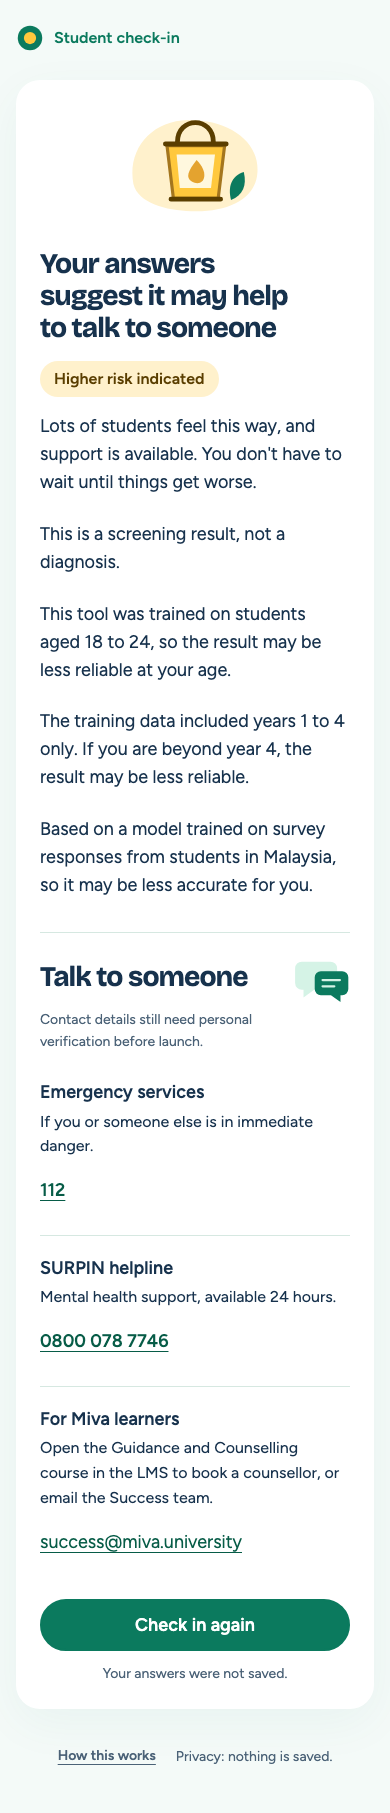 Student check-in
Your answers
suggest it may help
to talk to someone
Higher risk indicated
Lots of students feel this way, and
support is available. You don't have to
wait until things get worse.
This is a screening result, not a
diagnosis.
This tool was trained on students
aged 18 to 24, so the result may be
less reliable at your age.
The training data included years 1 to 4
only. If you are beyond year 4, the
result may be less reliable.
Based on a model trained on survey
responses from students in Malaysia,
so it may be less accurate for you.
Talk to someone
Contact details still need personal
verification before launch.
Emergency services
If you or someone else is in immediate
danger.
112
SURPIN helpline
Mental health support, available 24 hours.
0800 078 7746
For Miva learners
Open the Guidance and Counselling
course in the LMS to book a counsellor, or
email the Success team.
success@miva.university
Check in again
Your answers were not saved.
How this works Privacy: nothing is saved.